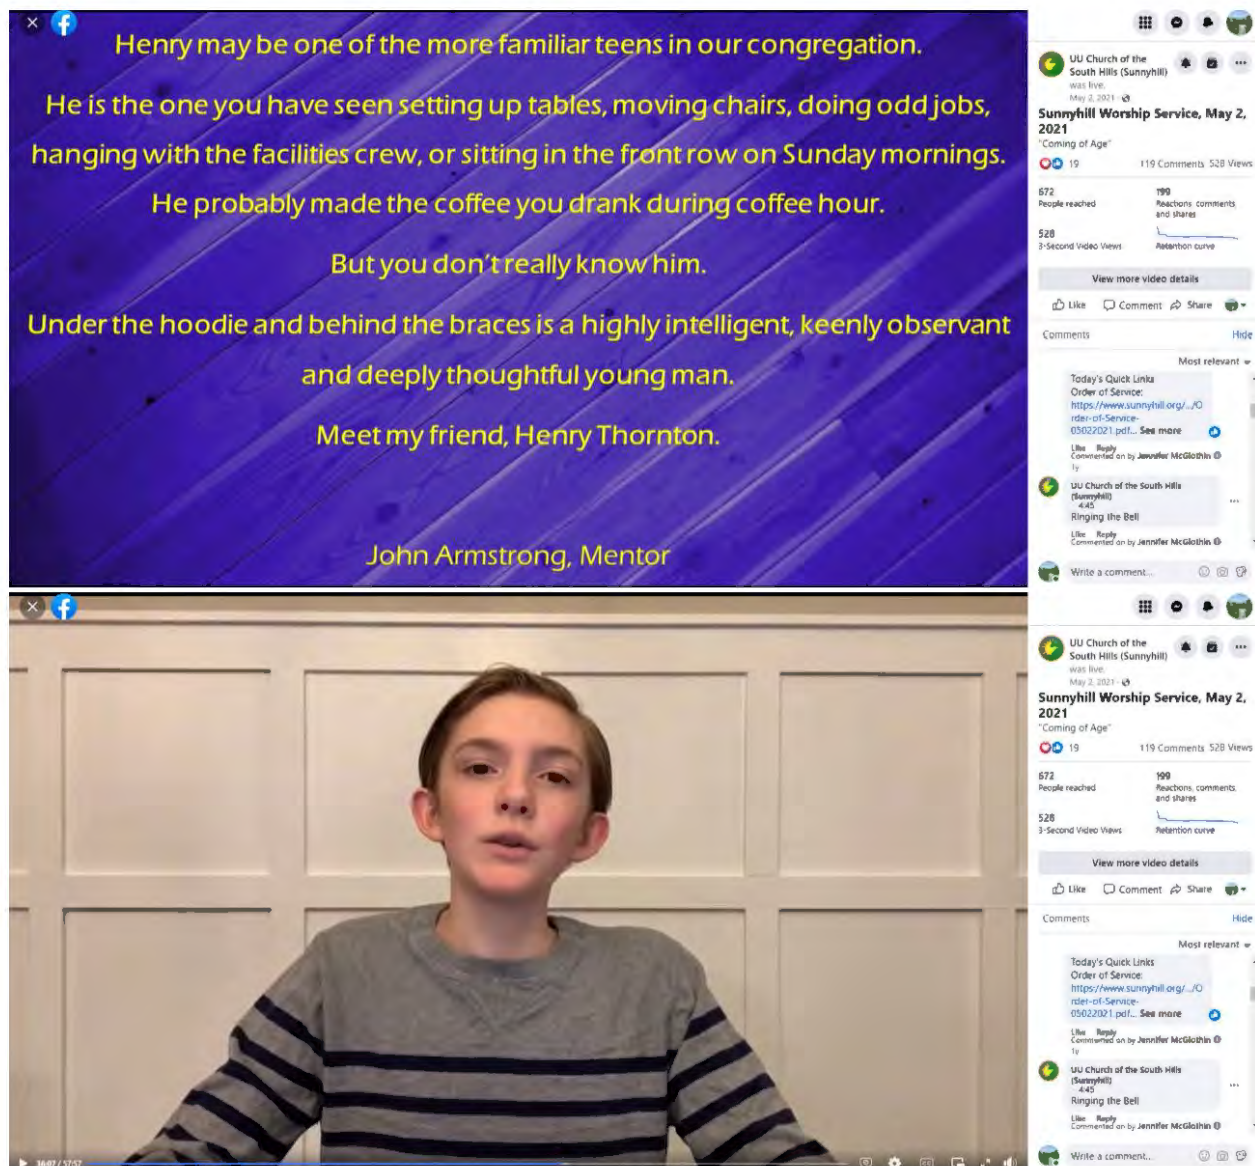 Henry may be one of the more familiar teens in our congregation.
He is the one you have seen setting up tables, moving chairs, doing odd jobs,
hanging with the facilities crew, or sitting in the front row on Sunday mornings.
He probably made the coffee you drank during coffee hour.
But you don't really know him.
Under the hoodie and behind the braces is a highly intelligent, keenly observant
and deeply thoughtful young man.
Meet my friend, Henry Thornton.
John Armstrong, Mentor
UU Church of the
South Hills (Sunnyhill)
was live.
May 2, 2021
Sunnyhill Worship Service, May 2,
2021
"Coming of Age"
19 119 Comments 528 Views
672 199
People reached Reactions, comments,
and shares
528
3-Second Video Views Retention curve
View more video details
Like Comment Share
Comments Hide
Most relevant
Today's Quick Links
Order of Service:
https://www.sunnyhill.org/.../O
rder-of-Service-
05022021.pdf... See more
Like Reply
Commented on by Jennifer McGlothin
1y
UU Church of the South Hills
(Sunnyhill)
4:45
Ringing the Bell
Like Reply
Commented on by Jennifer McGlothin
Write a comment...
UU Church of the
South Hills (Sunnyhill)
was live.
May 2, 2021
Sunnyhill Worship Service, May 2,
2021
"Coming of Age"
19 119 Comments 528 Views
672 199
People reached Reactions, comments,
and shares
528
3-Second Video Views Retention curve
View more video details
Like Comment Share
Comments Hide
Most relevant
Today's Quick Links
Order of Service:
https://www.sunnyhill.org/.../O
rder-of-Service-
05022021.pdf... See more
Like Reply
Commented on by Jennifer McGlothin
1y
UU Church of the South Hills
(Sunnyhill)
4:45
Ringing the Bell
Like Reply
Commented on by Jennifer McGlothin
Write a comment...
36:07 / 57:57